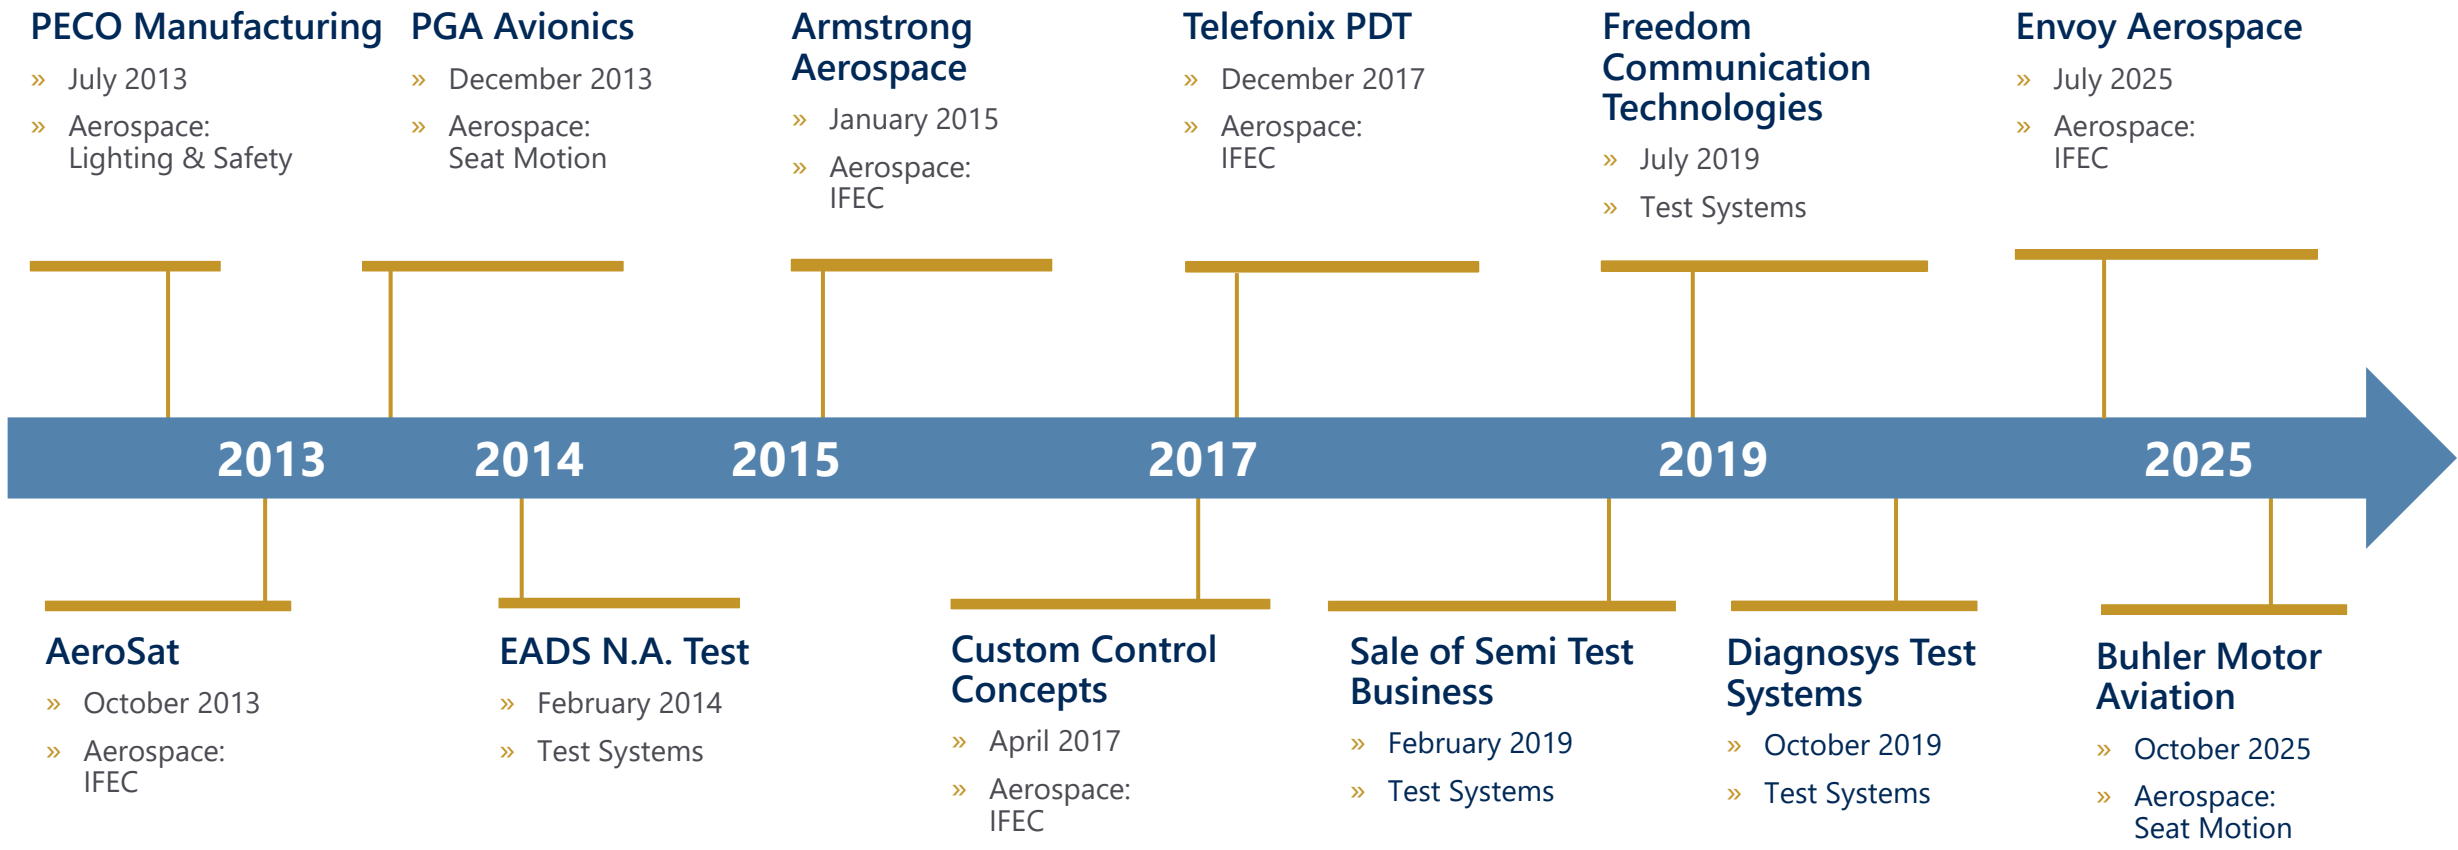 PECO Manufacturing
» July 2013
» Aerospace:
Lighting & Safety
PGA Avionics
» December 2013
» Aerospace:
Seat Motion
Armstrong
Aerospace
» January 2015
» Aerospace:
IFEC
Telefonix PDT
» December 2017
» Aerospace:
IFEC
Freedom
Communication
Technologies
» July 2019
» Test Systems
Envoy Aerospace
» July 2025
» Aerospace:
IFEC
2013
2014
2015
2017
2019
2025
AeroSat
» October 2013
» Aerospace:
IFEC
EADS N.A. Test
» February 2014
» Test Systems
Custom Control
Concepts
» April 2017
» Aerospace:
IFEC
Sale of Semi Test
Business
» February 2019
» Test Systems
Diagnosys Test
Systems
» October 2019
» Test Systems
Buhler Motor
Aviation
» October 2025
» Aerospace:
Seat Motion